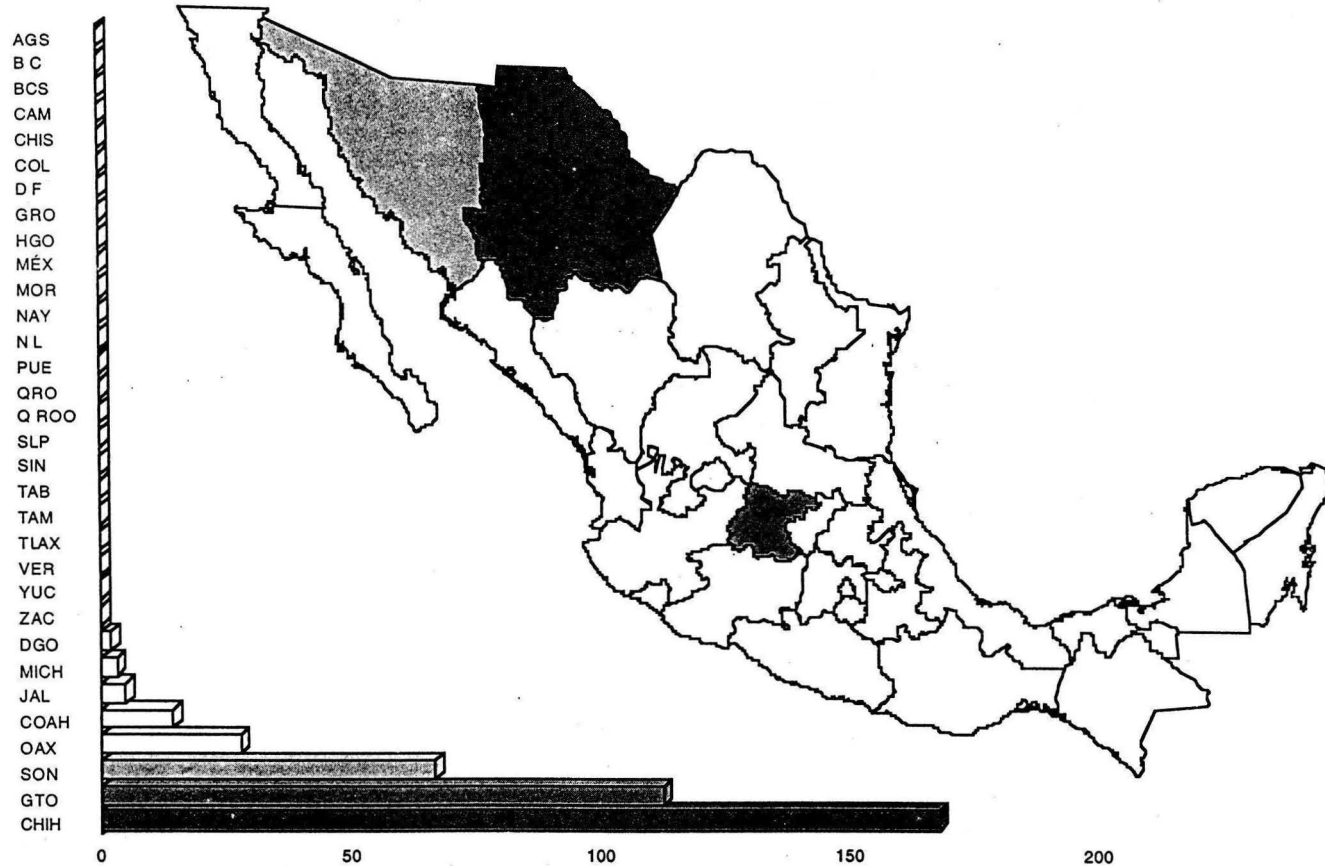 AGS
B C
BCS
CAM
CHIS
COL
D F
GRO
HGO
MÉX
MOR
NAY
N L
PUE
QRO
Q ROO
SLP
SIN
TAB
TAM
TLAX
VER
YUC
ZAC
DGO
MICH
JAL
COAH
OAX
SON
GTO
CHIH
0 50 100 150 200